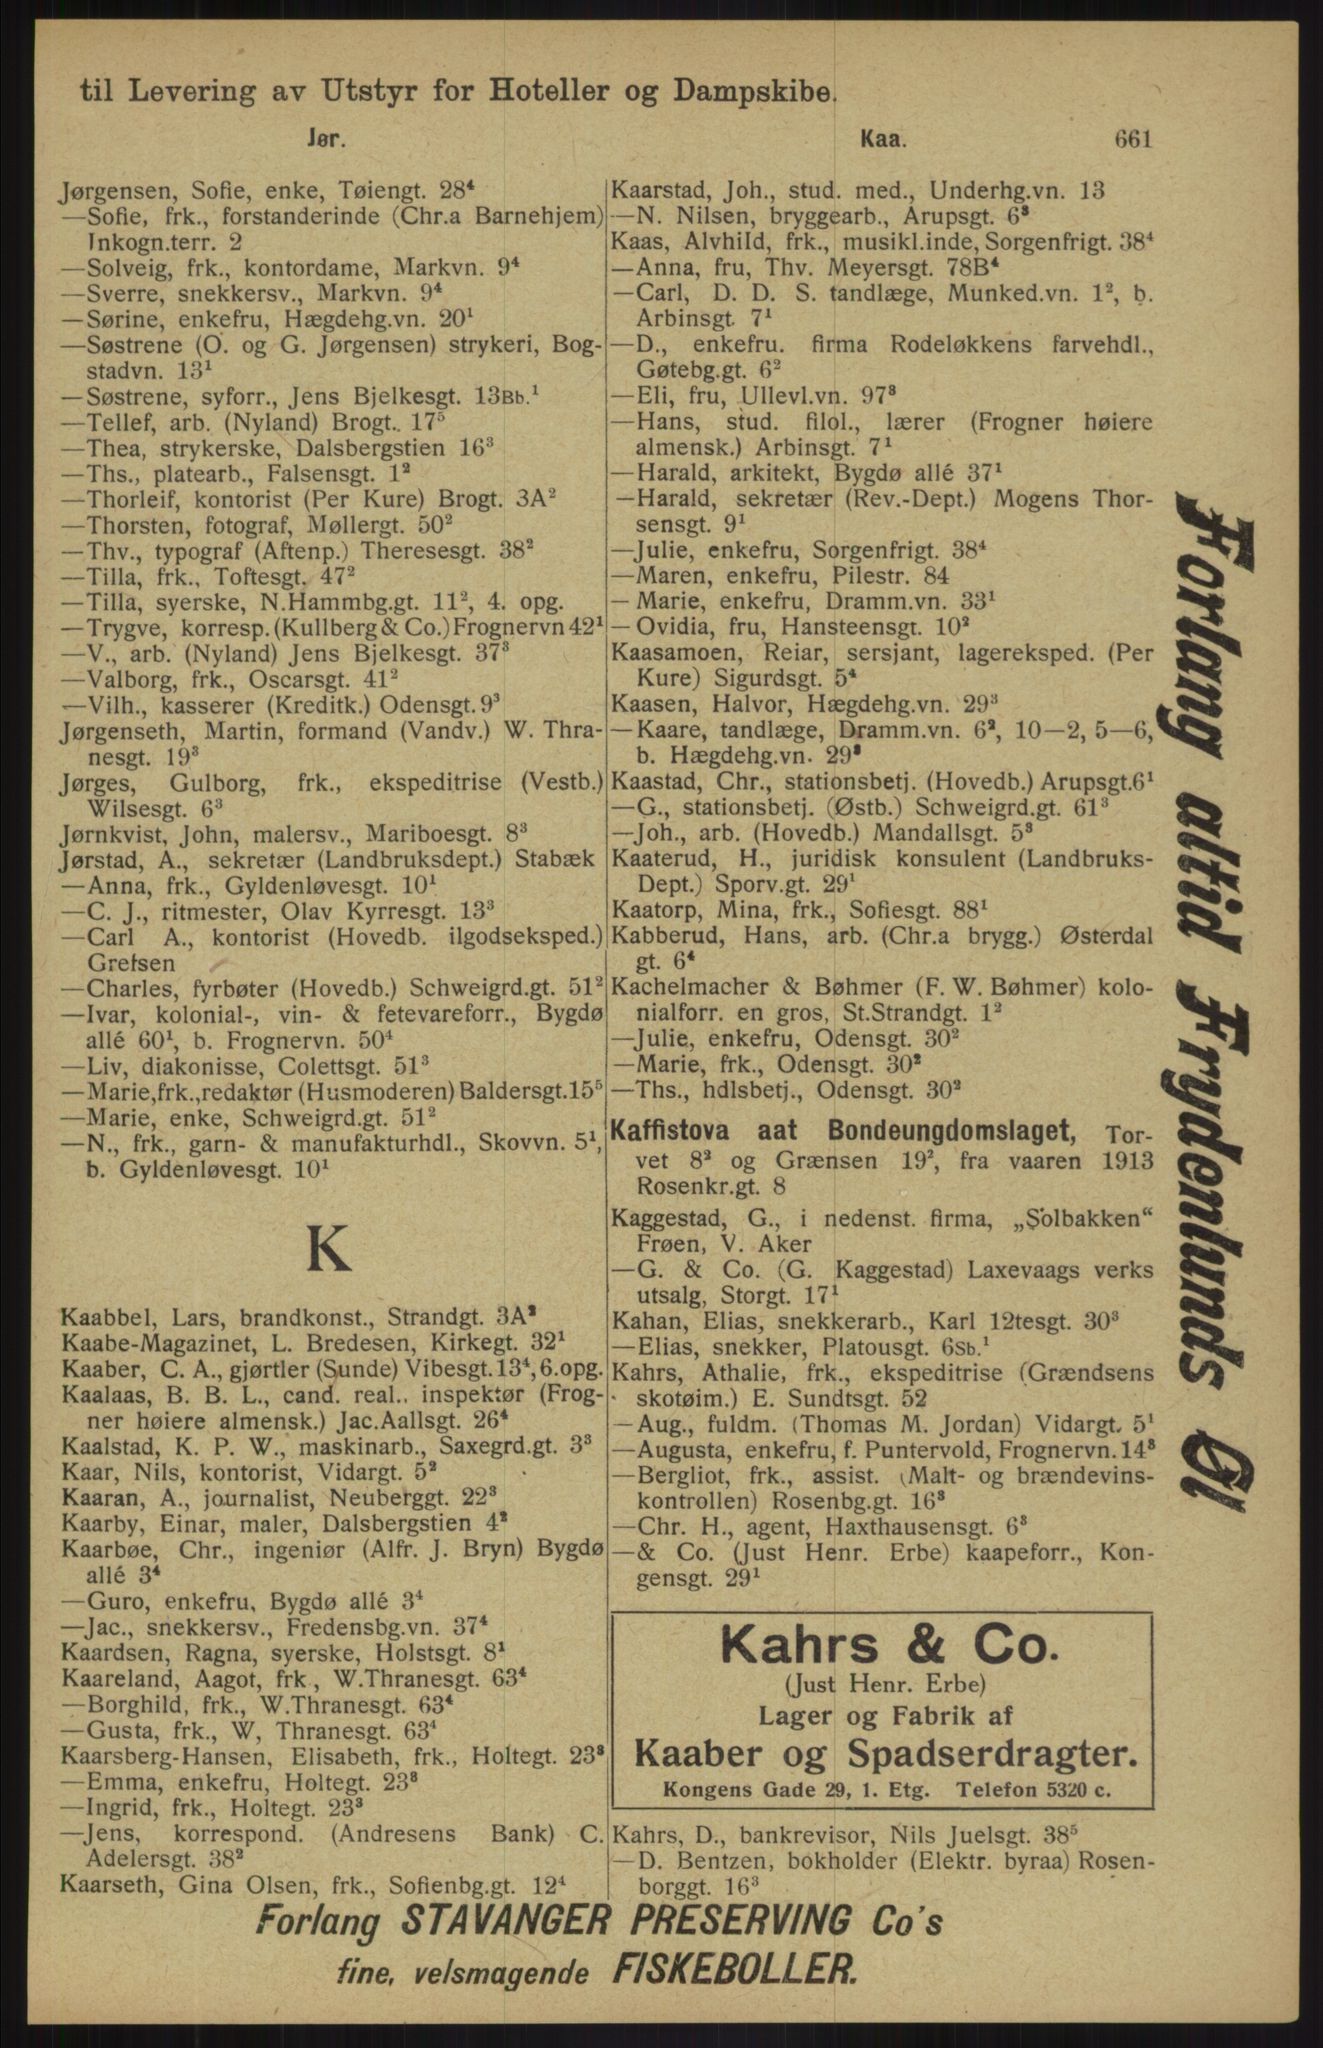 til Levering av Utstyr for Hoteller og Dampskibe.
Jør.
Kaa.
661
Jørgensen, Sofie, enke, Tøiengt. 28⁴
—Sofie, frk., forstanderinde (Chr.a Barnehjem)
Inkogn.terr. 2
—Solveig, frk., kontordame, Markvn. 9⁴
—Sverre, snekkersv., Markvn. 9⁴
—Sørine, enkefru, Hægdehg.vn. 20¹
—Søstrene (O. og G. Jørgensen) strykeri, Bog-
stadvn. 13¹
—Søstrene, syforr., Jens Bjelkesgt. 13Bb.¹
—Tellef, arb. (Nyland) Brogt. 17⁵
—Thea, strykerske, Dalsbergstien 16³
—Ths., platearb., Falsensgt. 1²
—Thorleif, kontorist (Per Kure) Brogt. 3A²
—Thorsten, fotograf, Møllergt. 50²
—Thv., typograf (Aftenp.) Theresesgt. 38²
—Tilla, frk., Toftesgt. 47²
—Tilla, syerske, N.Hammbg.gt. 11², 4. opg.
—Trygve, korresp. (Kullberg & Co.) Frognervn 42¹
—V., arb. (Nyland) Jens Bjelkesgt. 37³
—Valborg, frk., Oscarsgt. 41²
—Vilh., kasserer (Kreditk.) Odensgt. 9³
Jørgenseth, Martin, formand (Vandv.) W. Thra-
nesgt. 19³
Jørges, Gulborg, frk., ekspeditrise (Vestb.)
Wilsesgt. 6³
Jørnkvist, John, malersv., Mariboesgt. 8³
Jørstad, A., sekretær (Landbruksdept.) Stabæk
—Anna, frk., Gyldenløvesgt. 10¹
—C. J., ritmester, Olav Kyrresgt. 13³
—Carl A., kontorist (Hovedb. ilgodseksped.)
Grefsen
—Charles, fyrbøter (Hovedb.) Schweigrd.gt. 51²
—Ivar, kolonial-, vin- & fetevareforr., Bygdø
allé 60¹, b. Frognervn. 50⁴
—Liv, diakonisse, Colettsgt. 51³
—Marie, frk., redaktør (Husmoderen) Baldersgt. 15⁵
—Marie, enke, Schweigrd.gt. 51²
—N., frk., garn- & manufakturhdl., Skovvn. 5¹,
b. Gyldenløvesgt. 10¹
K
Kaabbel, Lars, brandkonst., Strandgt. 3A²
Kaabe-Magazinet, L. Bredesen, Kirkegt. 32¹
Kaaber, C. A., gjørtler (Sunde) Vibesgt. 13⁴, 6. opg.
Kaalaas, B. B. L., cand. real., inspektør (Frog-
ner høiere almensk.) Jac.Aallsgt. 26⁴
Kaalstad, K. P. W., maskinarb., Saxegrd.gt. 3³
Kaar, Nils, kontorist, Vidargt. 5²
Kaaran, A., journalist, Neuberggt. 22³
Kaarby, Einar, maler, Dalsbergstien 4²
Kaarbøe, Chr., ingeniør (Alfr. J. Bryn) Bygdø
allé 3⁴
—Guro, enkefru, Bygdø allé 3⁴
—Jac., snekkersv., Fredensbg.vn. 37⁴
Kaardsen, Ragna, syerske, Holstsgt. 8¹
Kaareland, Aagot, frk , W.Thranesgt. 63⁴
—Borghild, frk., W.Thranesgt. 63⁴
—Gusta, frk., W, Thranesgt. 63⁴
Kaarsberg-Hansen, Elisabeth, frk., Holtegt. 23³
—Emma, enkefru, Holtegt. 23³
—Ingrid, frk., Holtegt. 23³
—Jens, korrespond. (Andresens Bank) C.
Adelersgt. 38²
Kaarseth, Gina Olsen, frk., Sofienbg.gt. 12⁴
Kaarstad, Joh., stud. med., Underhg.vn. 13
—N. Nilsen, bryggearb., Arupsgt. 6³
Kaas, Alvhild, frk., musikl.inde, Sorgenfrigt. 38⁴
—Anna, fru, Thv. Meyersgt. 78B⁴
—Carl, D. D. S. tandlæge, Munked.vn. 1², b.
Arbinsgt. 7¹
—D., enkefru. firma Rodeløkkens farvehdl.,
Gøtebg.gt. 6²
—Eli, fru, Ullevl.vn. 97³
—Hans, stud. filol., lærer (Frogner høiere
almensk.) Arbinsgt. 7¹
—Harald, arkitekt, Bygdø allé 37¹
—Harald, sekretær (Rev.-Dept.) Mogens Thor-
sensgt. 9¹
—Julie, enkefru, Sorgenfrigt. 38⁴
—Maren, enkefru, Pilestr. 84
—Marie, enkefru, Dramm.vn. 33¹
—Ovidia, fru, Hansteensgt. 10²
Kaasamoen, Reiar, sersjant, lagereksped. (Per
Kure) Sigurdsgt. 5⁴
Kaasen, Halvor, Hægdehg.vn. 29³
—Kaare, tandlæge, Dramm.vn. 6², 10—2, 5—6,
b. Hægdehg.vn. 29³
Kaastad, Chr., stationsbetj. (Hovedb.) Arupsgt. 6¹
—G., stationsbetj. (Østb.) Schweigrd.gt. 61³
—Joh., arb. (Hovedb.) Mandallsgt. 5³
Kaaterud, H., juridisk konsulent (Landbruks-
Dept.) Sporv.gt. 29¹
Kaatorp, Mina, frk., Sofiesgt. 88¹
Kabberud, Hans, arb. (Chr.a brygg.) Østerdal
gt. 6⁴
Kachelmacher & Bøhmer (F. W. Bøhmer) kolo-
nialforr. en gros, St.Strandgt. 1²
—Julie, enkefru, Odensgt. 30²
—Marie, frk., Odensgt. 30²
—Ths., hdlsbetj., Odensgt. 30²
Kaffistova aat Bondeungdomslaget, Tor-
vet 8² og Grænsen 19², fra vaaren 1913
Rosenkr.gt. 8
Kaggestad, G., i nedenst. firma, „Solbakken“
Frøen, V. Aker
—G. & Co. (G. Kaggestad) Laxevaags verks
utsalg, Storgt. 17¹
Kahan, Elias, snekkerarb., Karl 12tesgt. 30³
—Elias, snekker, Platousgt. 6Sb.¹
Kahrs, Athalie, frk., ekspeditrise (Grændsens
skotøim.) E. Sundtsgt. 52
—Aug., fuldm. (Thomas M. Jordan) Vidargt. 5¹
—Augusta, enkefru, f. Puntervold, Frognervn. 14³
—Bergliot, frk., assist. (Malt- og brændevins-
kontrollen) Rosenbg.gt. 16³
—Chr. H., agent, Haxthausensgt. 6³
—& Co. (Just Henr. Erbe) kaapeforr., Kon-
gensgt. 29¹
Kahrs & Co.
(Just Henr. Erbe)
Lager og Fabrik af
Kaaber og Spadserdragter.
Kongens Gade 29, 1. Etg. Telefon 5320 c.
Kahrs, D., bankrevisor, Nils Juelsgt. 38⁵
—D. Bentzen, bokholder (Elektr. byraa) Rosen-
borggt. 16³
Forlang altid Frydenlunds Øl
Forlang STAVANGER PRESERVING Co's
fine, velsmagende FISKEBOLLER.